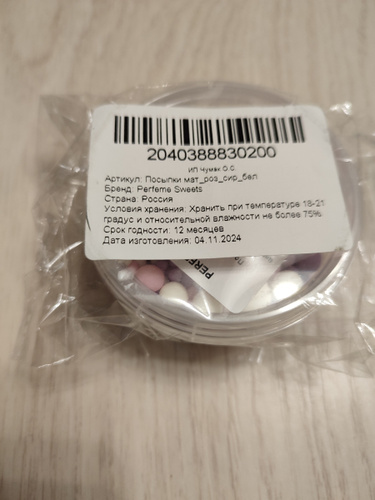 2040388830200
ИП Чумак О.С
Артикул: Посыпки мат_роз_сир_бел
Бренд: Perfeme Sweets
Страна: Россия
Условия хранения: Хранить при температуре 18-21
градус и относительной влажности не более 75%
Срок годности: 12 месяцев
Дата изготовления: 04.11.2024